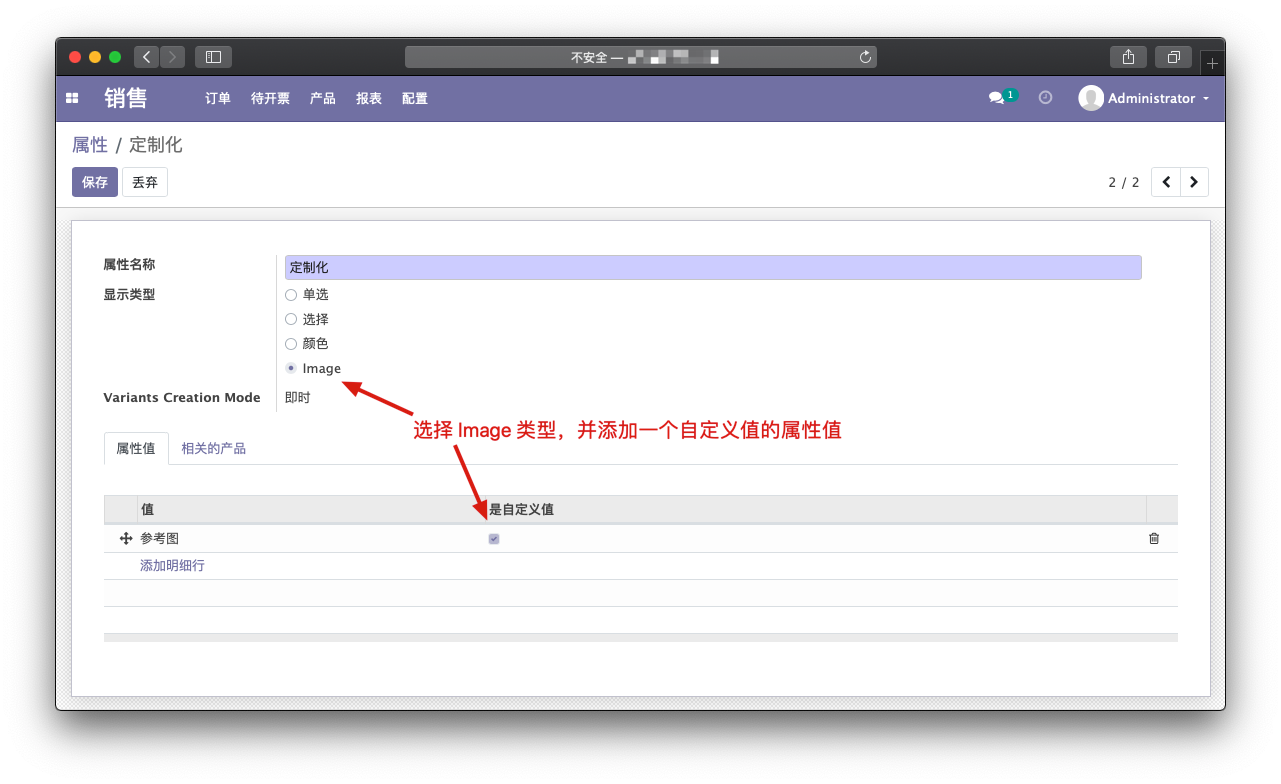 不安全 —
销售 订单 待开票 产品 报表 配置 1 Administrator
属性 / 定制化
保存 丢弃 2 / 2
属性名称 定制化
显示类型 单选
选择
颜色
Image
Variants Creation Mode 即时
选择 Image 类型，并添加一个自定义值的属性值
属性值 相关的产品
值 是自定义值
参考图
添加明细行